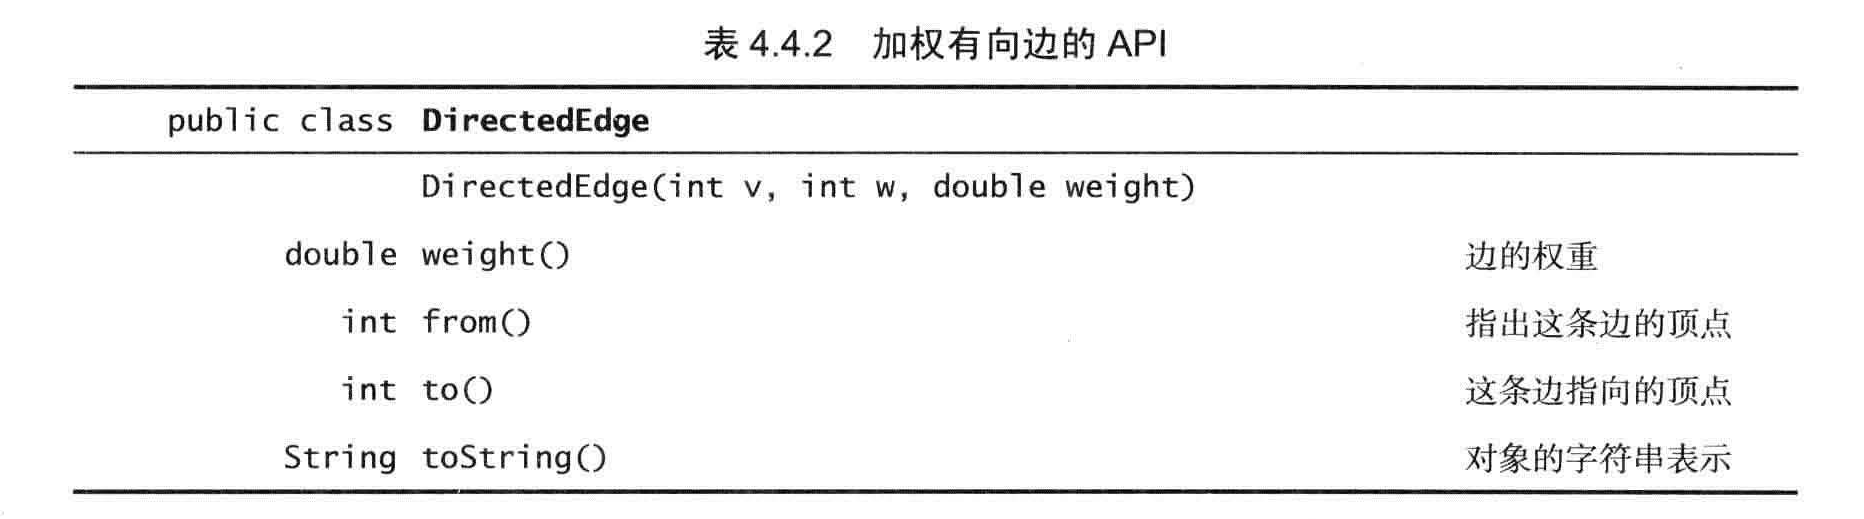 表 4.4.2 加权有向边的 API
public class DirectedEdge
DirectedEdge(int v, int w, double weight)
double weight() 边的权重
int from() 指出这条边的顶点
int to() 这条边指向的顶点
String toString() 对象的字符串表示